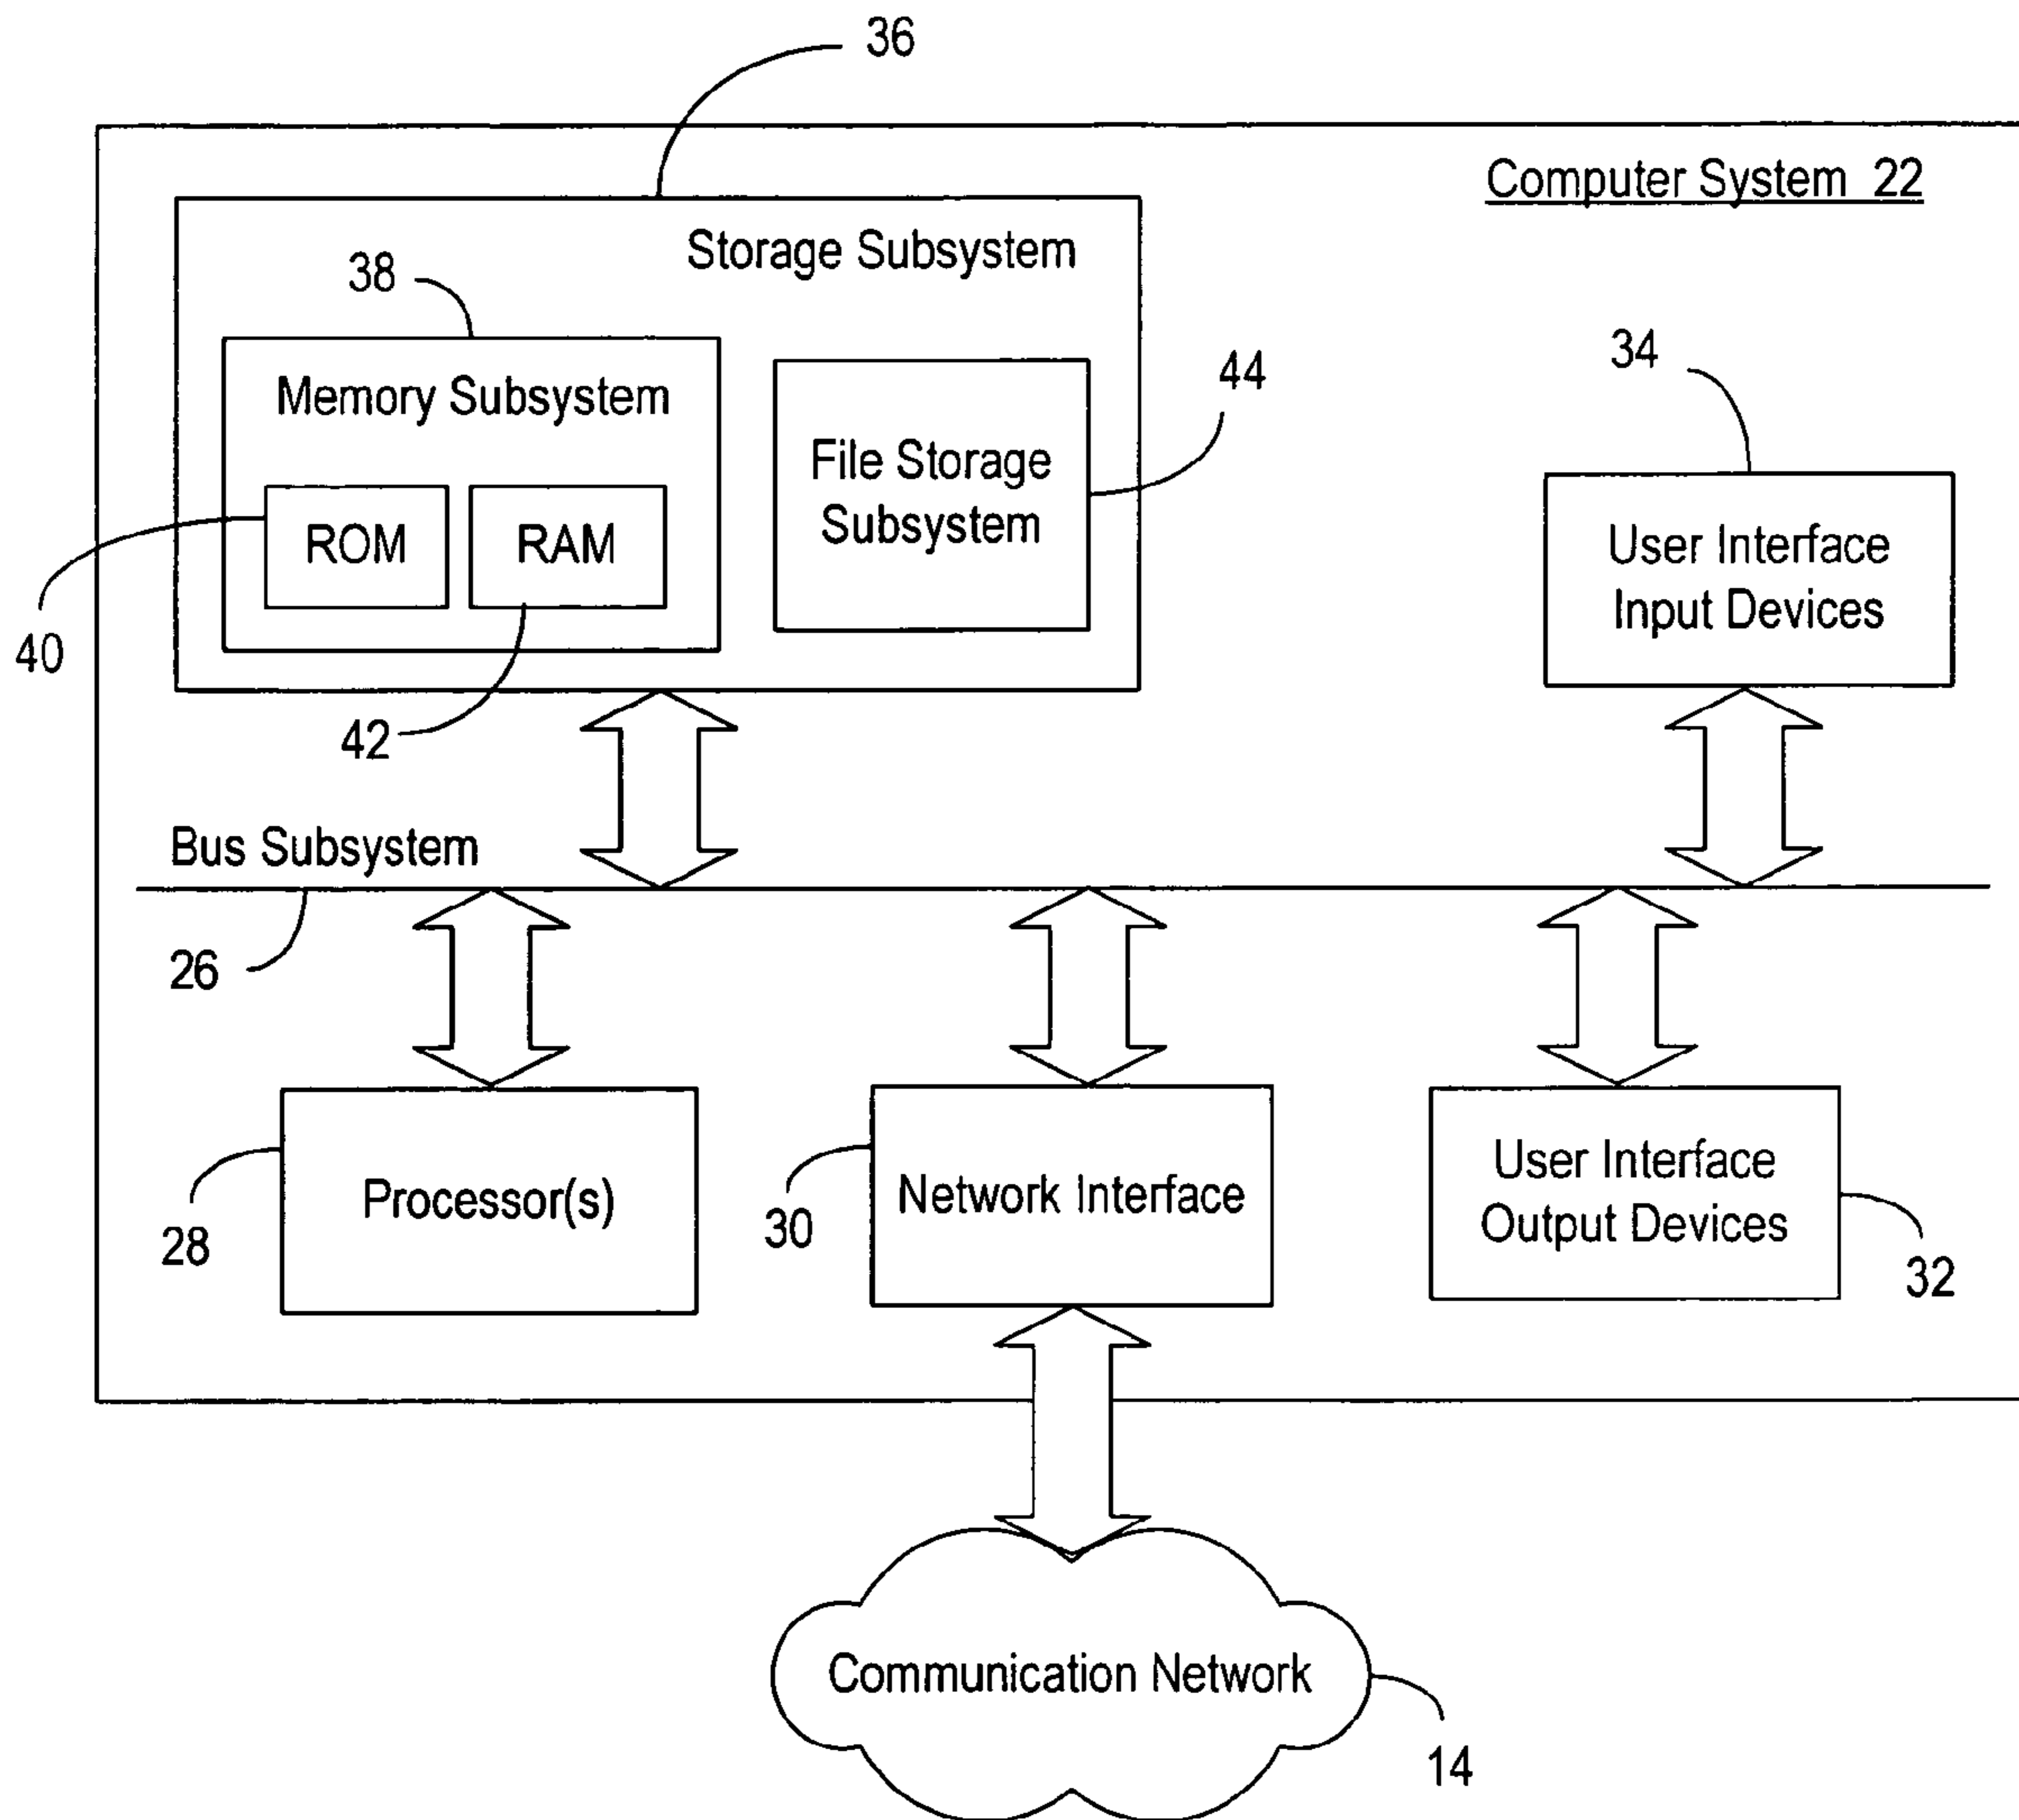 36
Computer System 22
Storage Subsystem
38
Memory Subsystem
ROM
RAM
40
42
File Storage
Subsystem
44
34
User Interface
Input Devices
Bus Subsystem
26
Processor(s)
28
Network Interface
30
User Interface
Output Devices
32
Communication Network
14